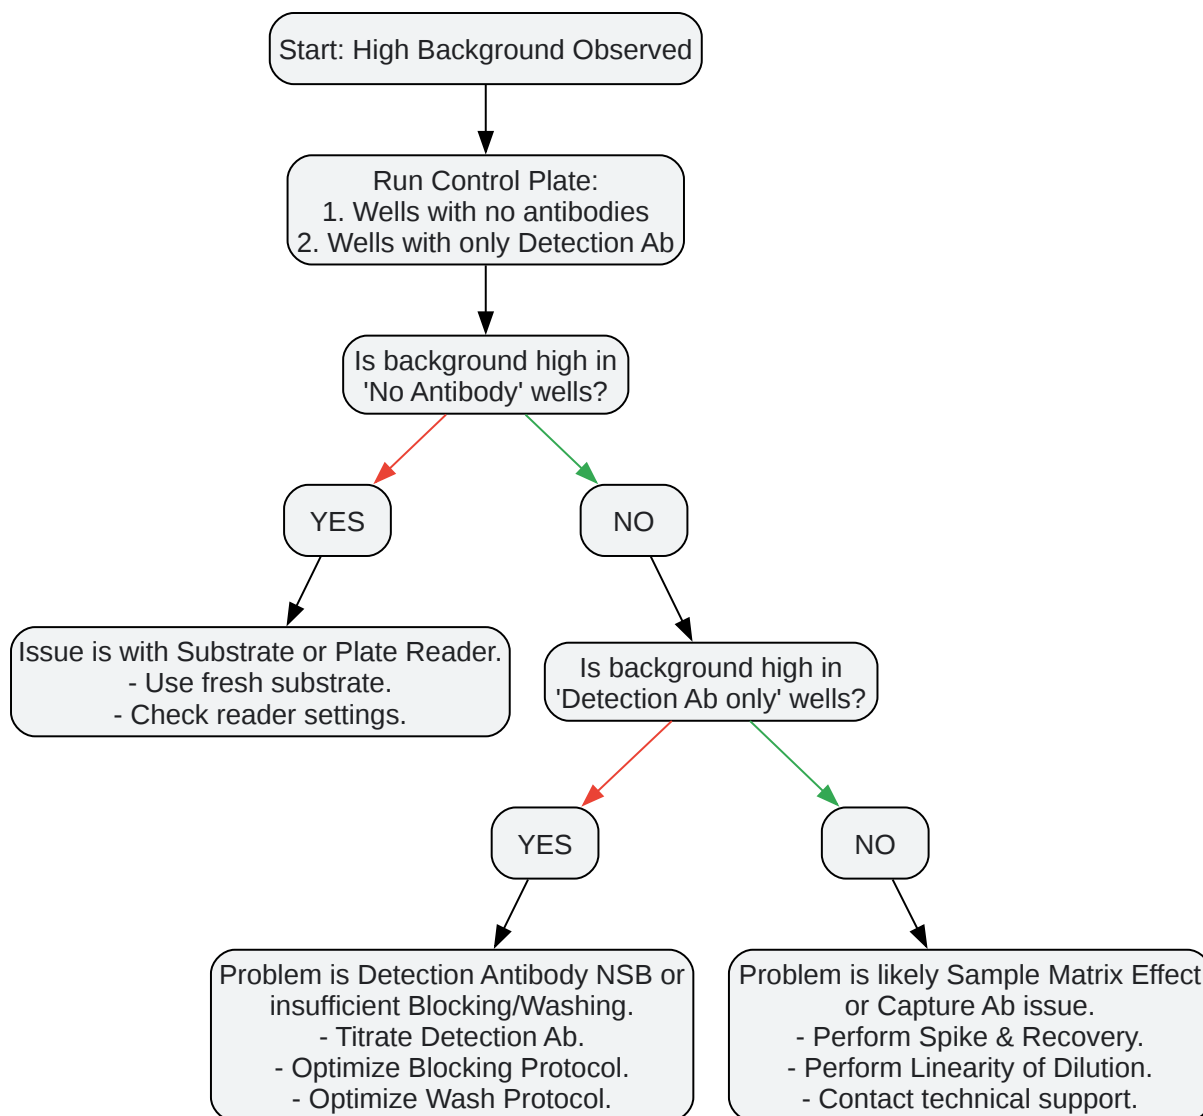 Start: High Background Observed
Run Control Plate:
1. Wells with no antibodies
2. Wells with only Detection Ab
Is background high in
'No Antibody' wells?
YES
NO
Issue is with Substrate or Plate Reader.
- Use fresh substrate.
- Check reader settings.
Is background high in
'Detection Ab only' wells?
YES
NO
Problem is Detection Antibody NSB or
insufficient Blocking/Washing.
- Titrate Detection Ab.
- Optimize Blocking Protocol.
- Optimize Wash Protocol.
Problem is likely Sample Matrix Effect
or Capture Ab issue.
- Perform Spike & Recovery.
- Perform Linearity of Dilution.
- Contact technical support.